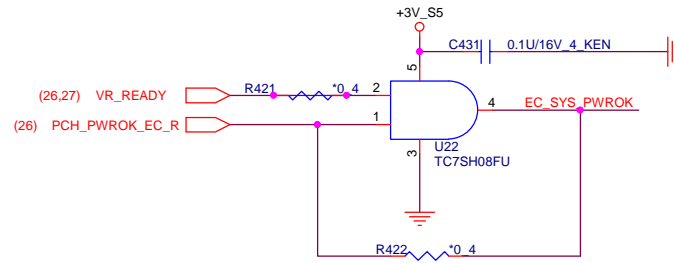 +3V_S5
C431 0.1U/16V_4_KEN
5
(26,27) VR_READY R421 *0_4 2
4 EC_SYS_PWROK
(26) PCH_PWROK_EC_R 1
3 U22
TC7SH08FU
R422 *0_4